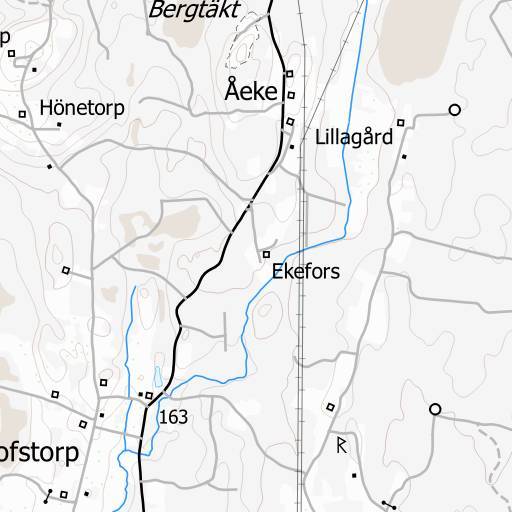 Bergtäkt
p
Åeke
Hönetorp
Lillagård
Ekefors
163
ofstorp
ᚱ